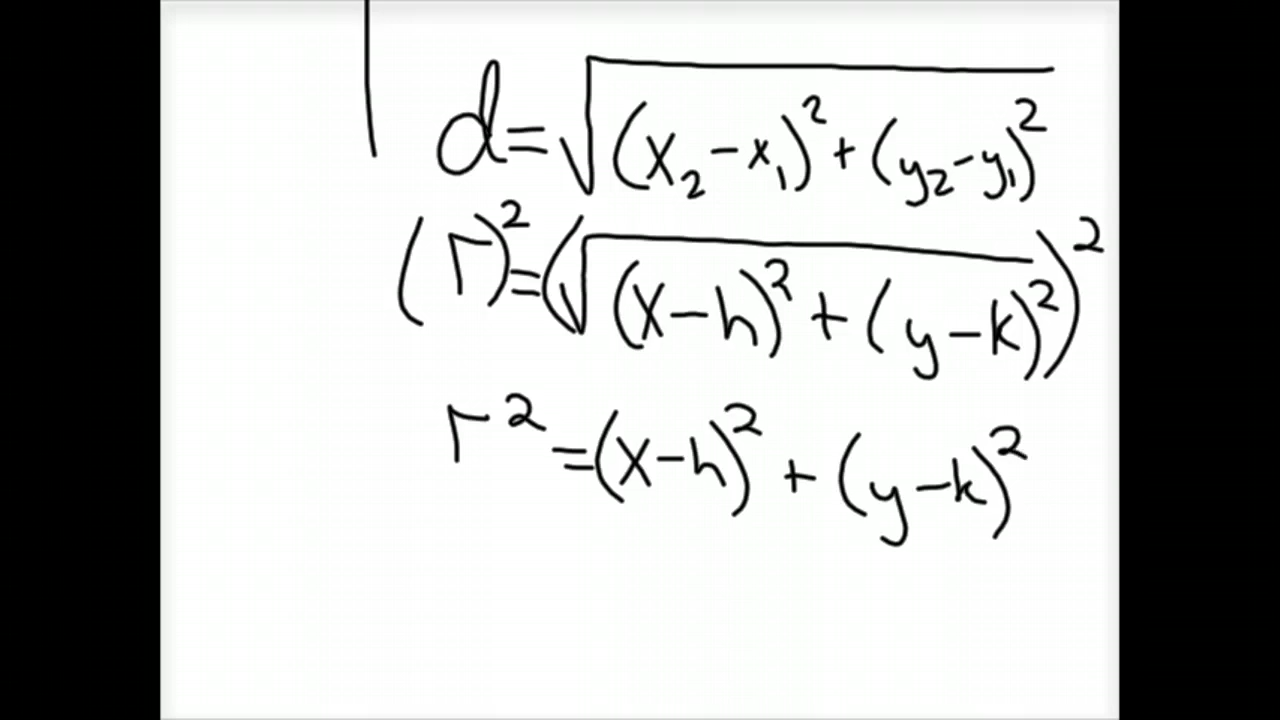 d=√(x₂-x₁)²+(y₂-y₁)²
(r)²=(√(x-h)²+(y-k)²)²
r²=(x-h)²+(y-k)²